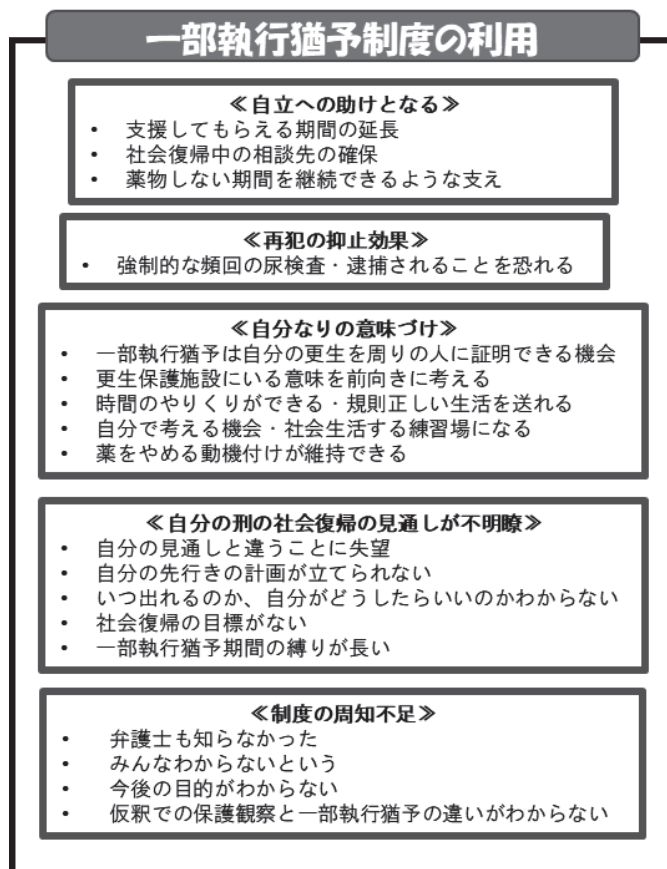 一部執行猶予制度の利用
≪自立への助けとなる≫
• 支援してもらえる期間の延長
• 社会復帰中の相談先の確保
• 薬物しない期間を継続できるような支え
≪再犯の抑止効果≫
• 強制的な頻回の尿検査・逮捕されることを恐れる
≪自分なりの意味づけ≫
• 一部執行猶予は自分の更生を周りの人に証明できる機会
• 更生保護施設にいる意味を前向きに考える
• 時間のやりくりができる・規則正しい生活を送れる
• 自分で考える機会・社会生活する練習場になる
• 薬をやめる動機付けが維持できる
≪自分の刑の社会復帰の見通しが不明瞭≫
• 自分の見通しと違うことに失望
• 自分の先行きの計画が立てられない
• いつ出れるのか、自分がどうしたらいいのかわからない
• 社会復帰の目標がない
• 一部執行猶予期間の縛りが長い
≪制度の周知不足≫
• 弁護士も知らなかった
• みんなわからないという
• 今後の目的がわからない
• 仮釈での保護観察と一部執行猶予の違いがわからない